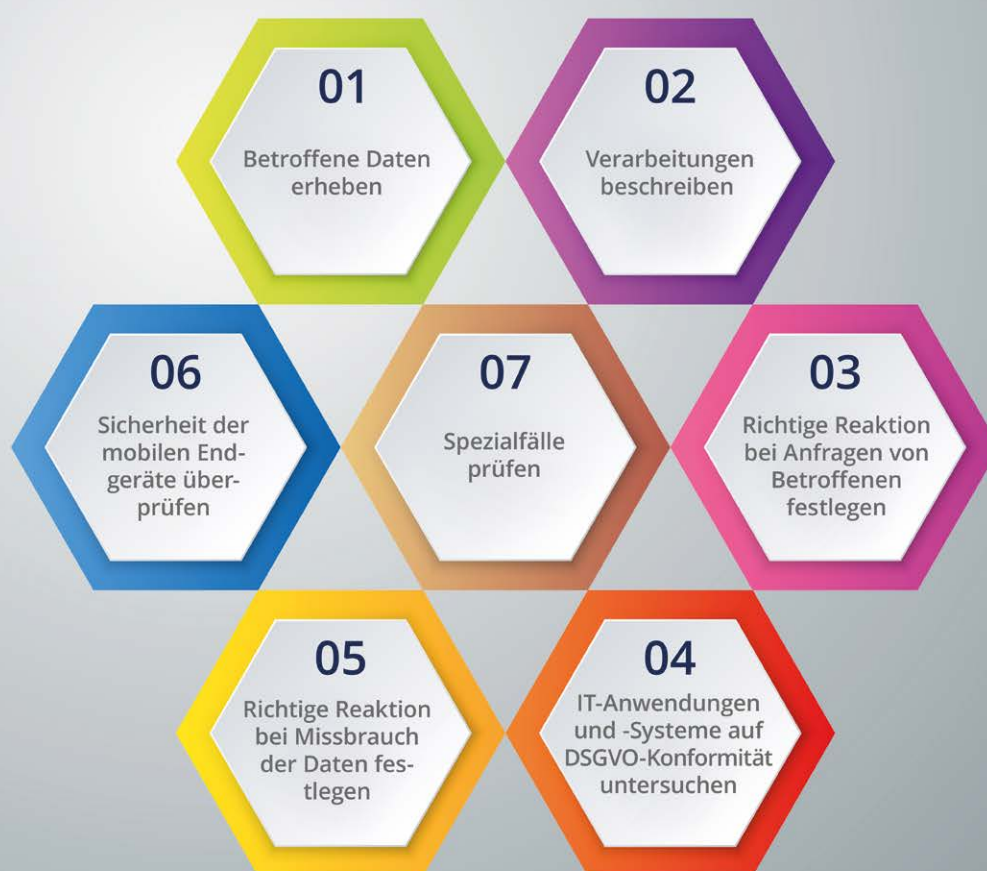 01
Betroffene Daten
erheben
02
Verarbeitungen
beschreiben
06
Sicherheit der
mobilen End-
geräte über-
prüfen
07
Spezialfälle
prüfen
03
Richtige Reaktion
bei Anfragen von
Betroffenen
festlegen
05
Richtige Reaktion
bei Missbrauch
der Daten fes-
tlegen
04
IT-Anwendungen
und -Systeme auf
DSGVO-Konformität
untersuchen